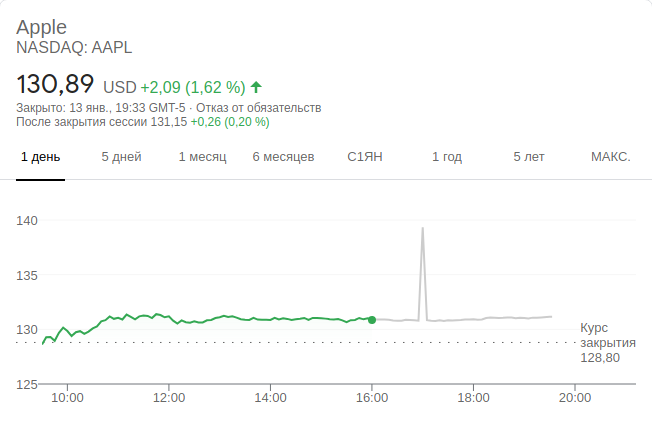 Apple
NASDAQ: AAPL
130,89 USD +2,09 (1,62 %)
Закрыто: 13 янв., 19:33 GMT-5 · Отказ от обязательств
После закрытия сессии 131,15 +0,26 (0,20 %)
1 день 5 дней 1 месяц 6 месяцев С1ЯН 1 год 5 лет МАКС.
140
135
130
Курс
закрытия
128,80
125
10:00 12:00 14:00 16:00 18:00 20:00